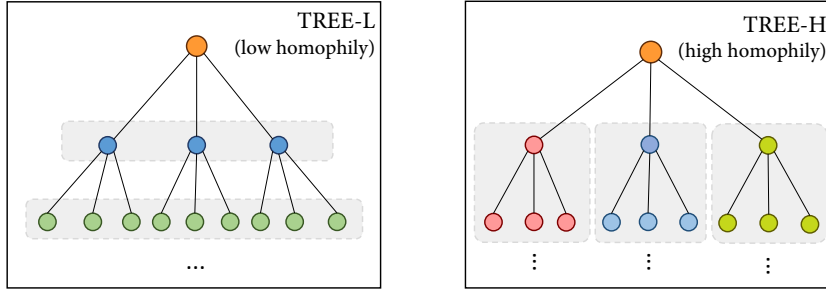 TREE-L
(low homophily)
...
TREE-H
(high homophily)
⋮ ⋮ ⋮